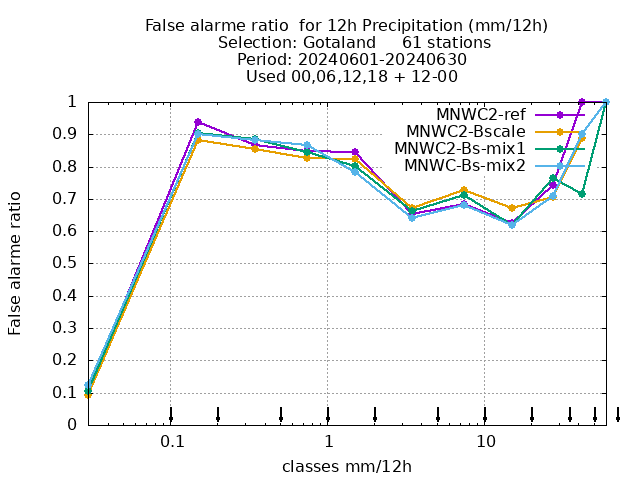 False alarme ratio  for 12h Precipitation (mm/12h)
Selection: Gotaland     61 stations
Period: 20240601-20240630
Used 00,06,12,18 + 12-00
MNWC2-ref
MNWC2-Bscale
MNWC2-Bs-mix1
MNWC-Bs-mix2
1
0.9
0.8
0.7
0.6
0.5
0.4
0.3
0.2
0.1
0
False alarme ratio
0.1 1 10
classes mm/12h